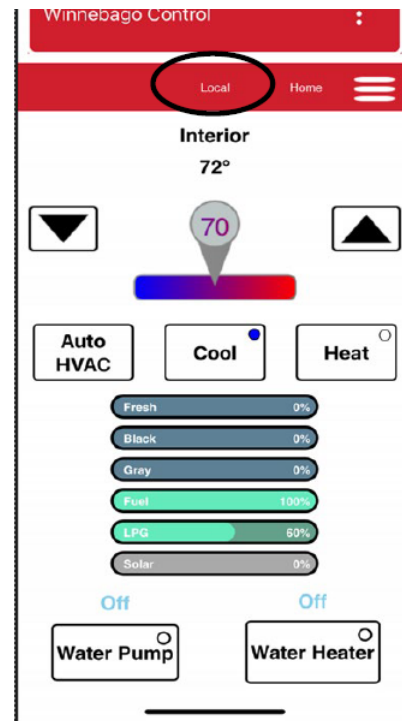 Winnebago Control
Local Home
Interior
72°
70
Auto HVAC
Cool
Heat
Fresh 0%
Black 0%
Gray 0%
Fuel 100%
LPG 60%
Solar 0%
Off Off
Water Pump Water Heater